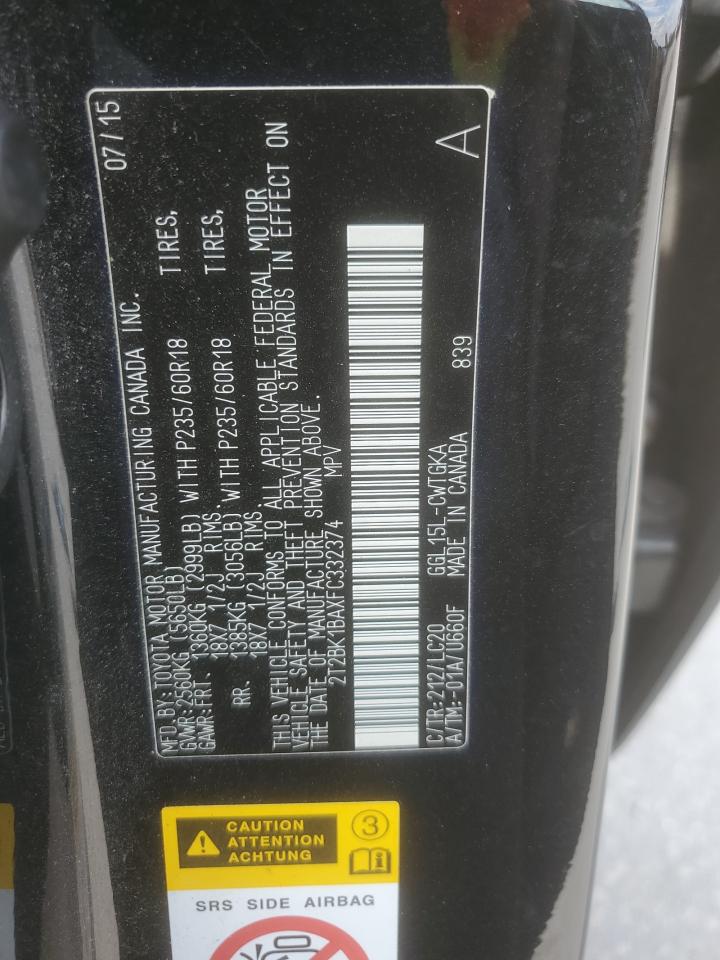 MFD BY: TOYOTA MOTOR MANUFACTURING CANADA INC. 07/15
GVWR: 2560KG (5650LB)
GAWR: FRT. 1360KG (2999LB) WITH P235/60R18 TIRES,
18X7 1/2J RIMS,
RR. 1385KG (3056LB) WITH P235/60R18 TIRES,
18X7 1/2J RIMS,
THIS VEHICLE CONFORMS TO ALL APPLICABLE FEDERAL MOTOR
VEHICLE SAFETY AND THEFT PREVENTION STANDARDS IN EFFECT ON
THE DATE OF MANUFACTURE SHOWN ABOVE.
2T2BK1BAXFC332374 MPV
A
C/TR: 212/LC20 GGL15L-CWTGKA 839
A/TM: -01A/U660F MADE IN CANADA
CAUTION
ATTENTION
ACHTUNG
3
SRS SIDE AIRBAG